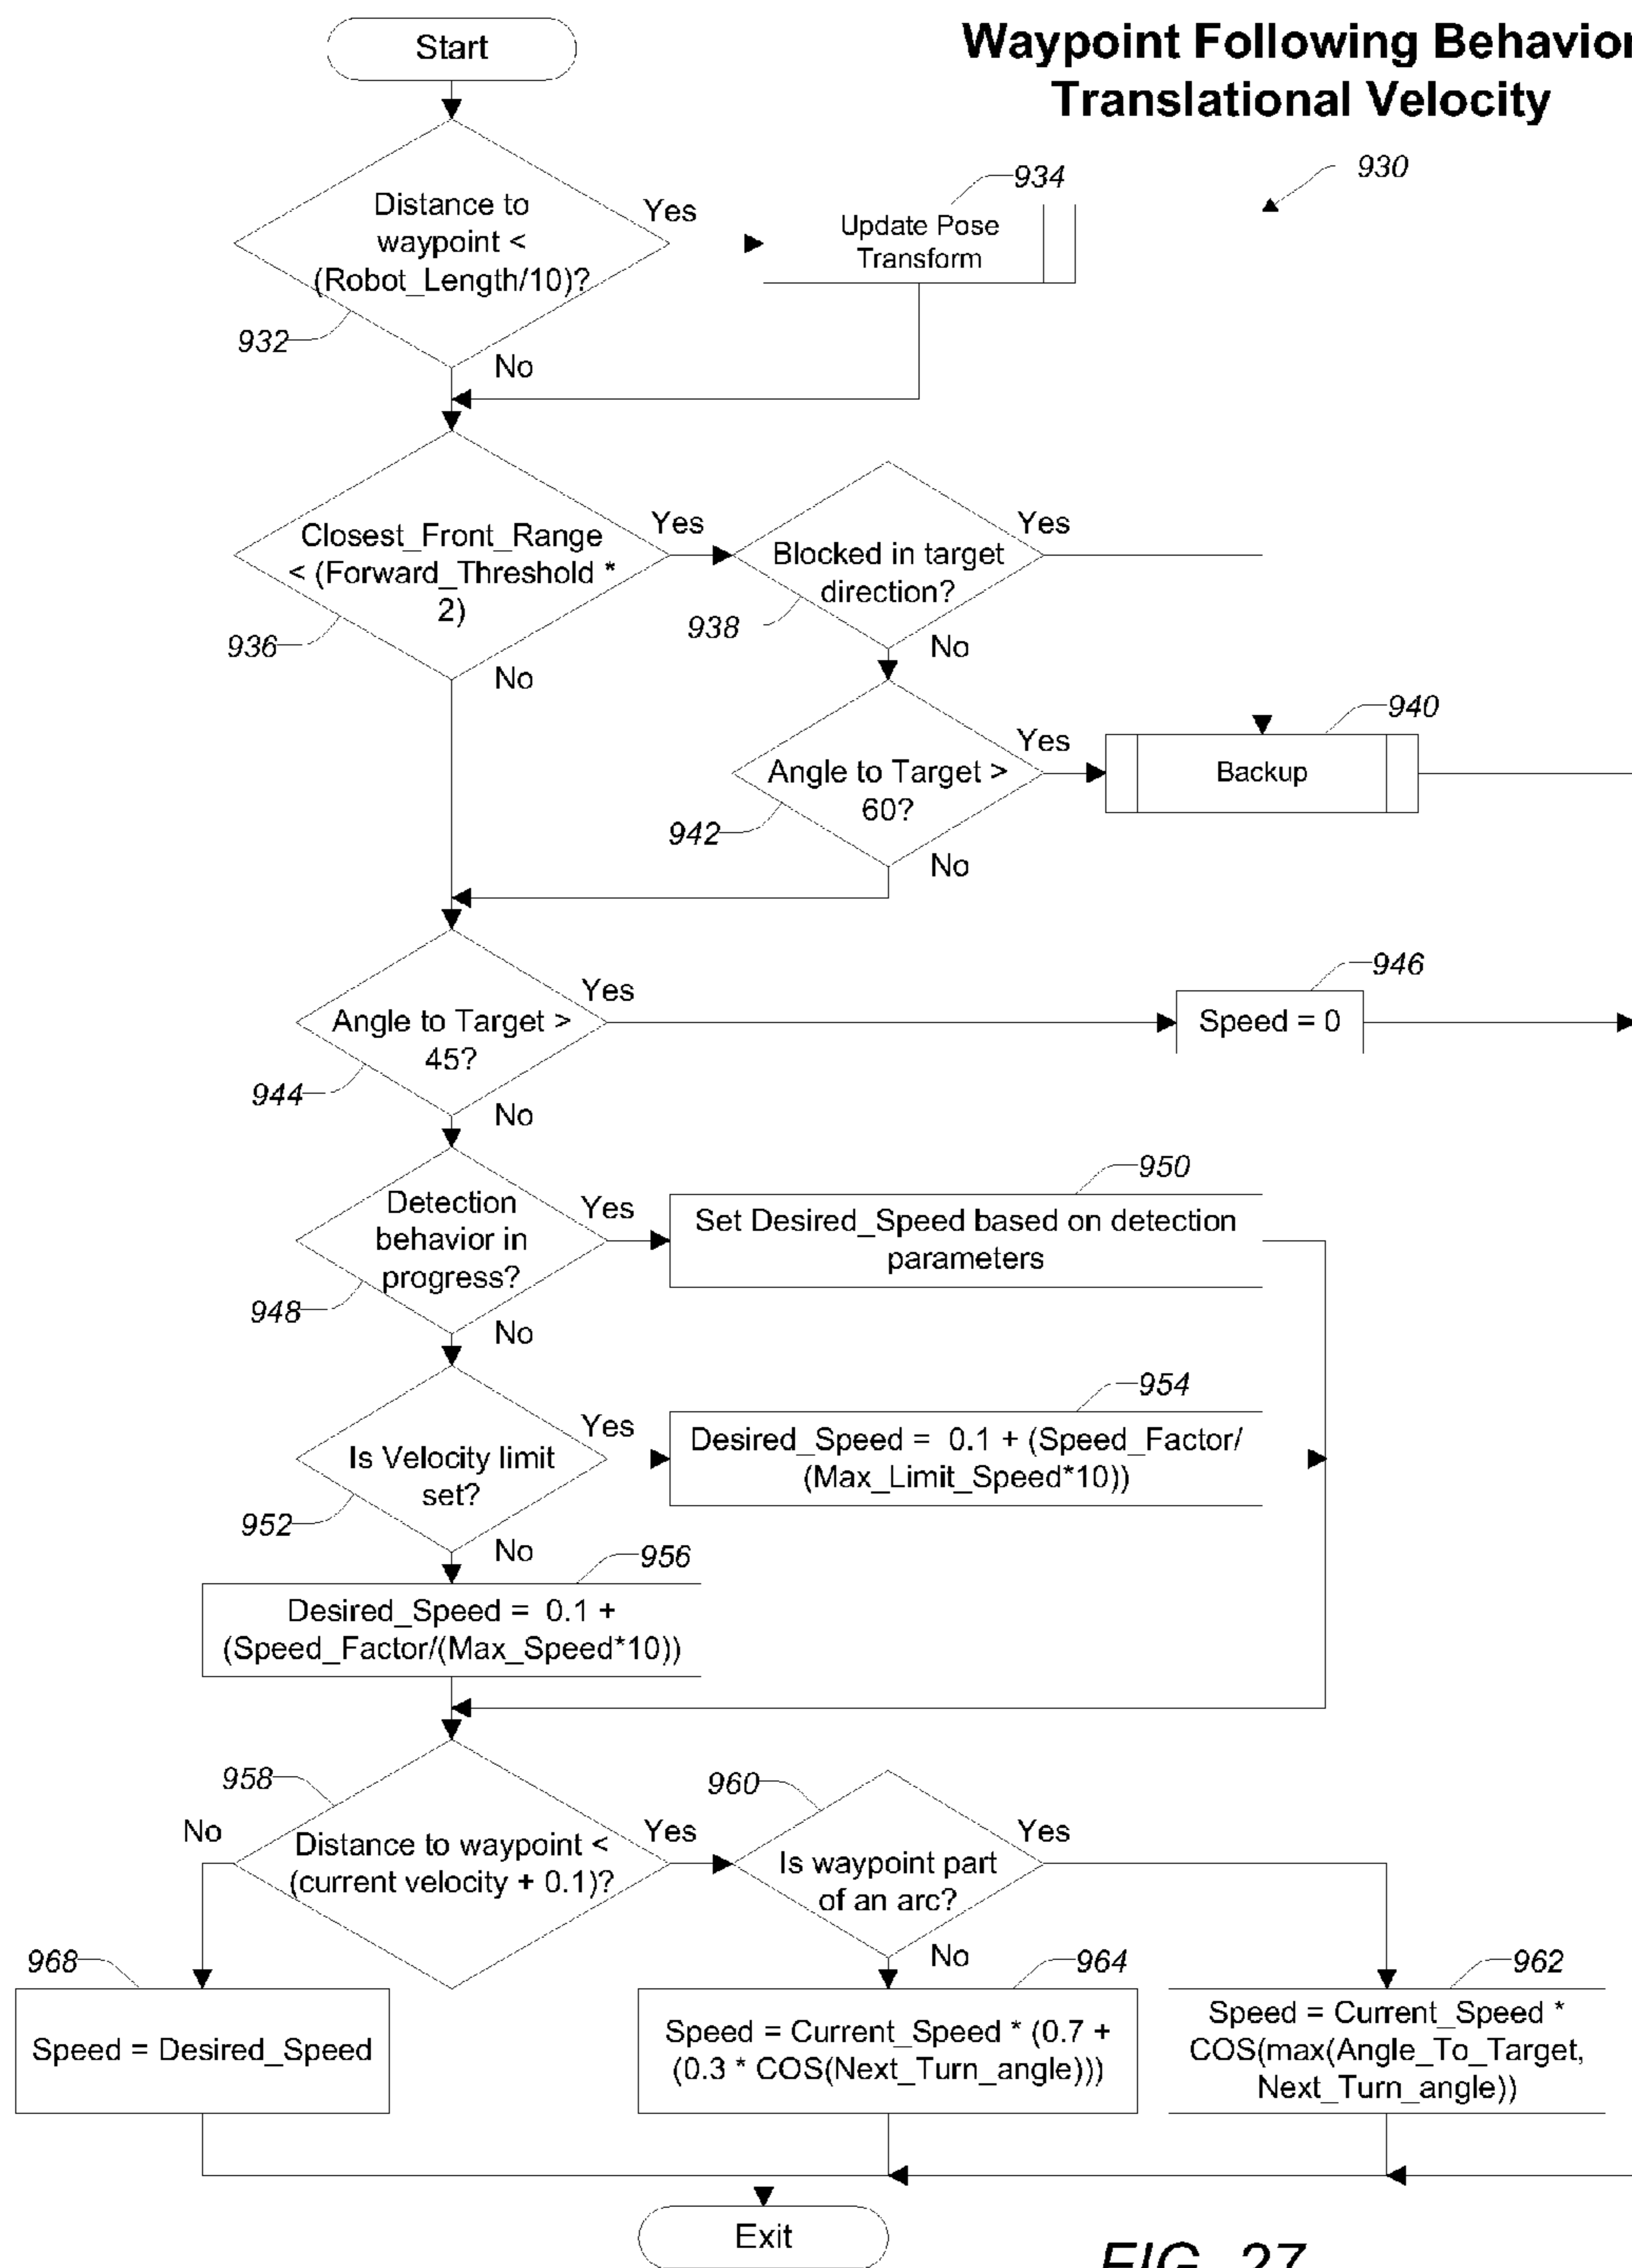 Start
Waypoint Following Behavior
Translational Velocity
930
934
Distance to
waypoint <
(Robot_Length/10)?
Yes
Update Pose
Transform
932
No
Closest_Front_Range
< (Forward_Threshold *
2)
Yes
Blocked in target
direction?
Yes
936
No
938
No
Angle to Target >
60?
Yes
940
Backup
942
No
Angle to Target >
45?
Yes
946
Speed = 0
944
No
Detection
behavior in
progress?
Yes
950
Set Desired_Speed based on detection
parameters
948
No
Is Velocity limit
set?
Yes
954
Desired_Speed = 0.1 + (Speed_Factor/
(Max_Limit_Speed*10))
952
No
956
Desired_Speed = 0.1 +
(Speed_Factor/(Max_Speed*10))
958
No
Distance to waypoint <
(current velocity + 0.1)?
Yes
960
Is waypoint part
of an arc?
Yes
No
968
Speed = Desired_Speed
964
Speed = Current_Speed * (0.7 +
(0.3 * COS(Next_Turn_angle)))
962
Speed = Current_Speed *
COS(max(Angle_To_Target,
Next_Turn_angle))
Exit
FIG. 27